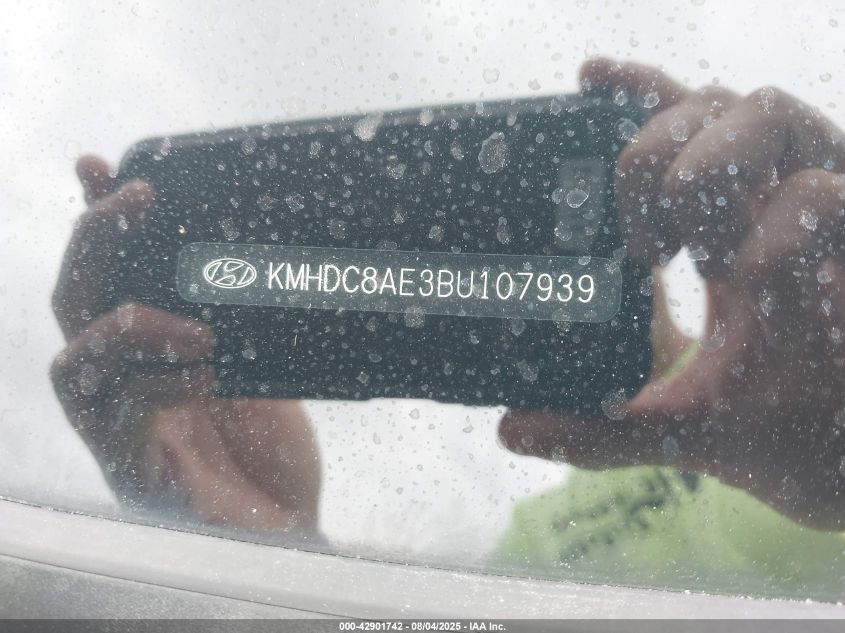 KMHDC8AE3BU107939
000-42901742 - 08/04/2025 - IAA Inc.